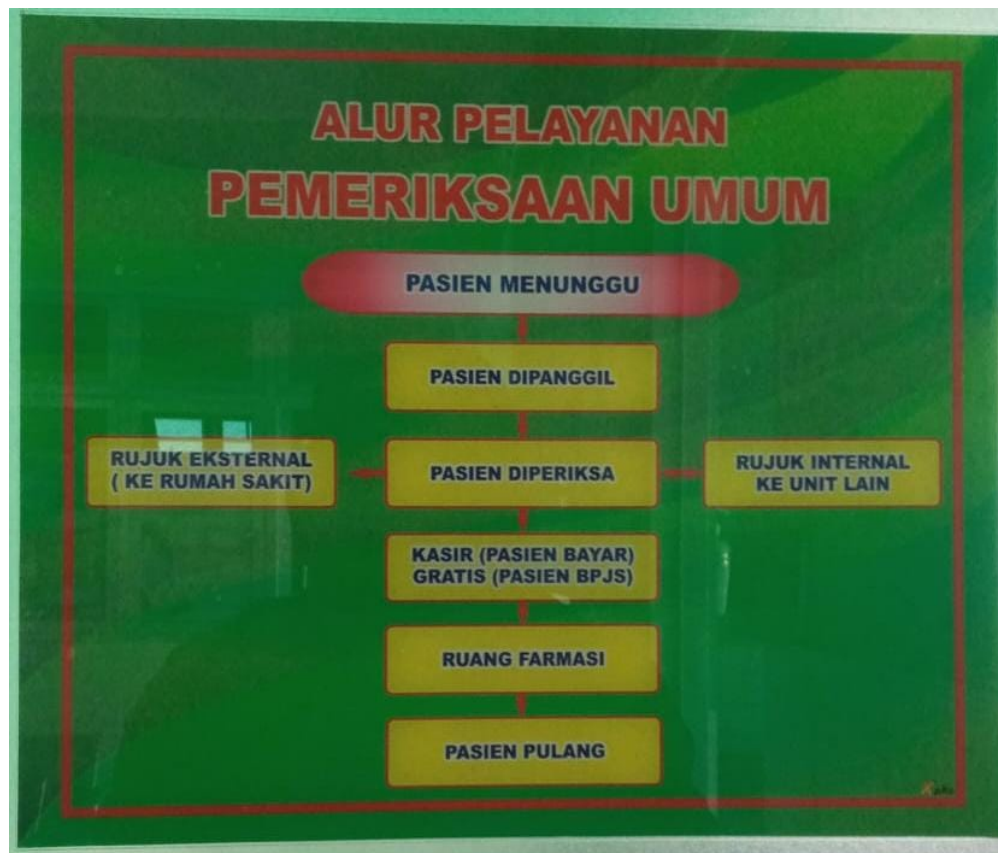 ALUR PELAYANAN
PEMERIKSAAN UMUM
PASIEN MENUNGGU
PASIEN DIPANGGIL
RUJUK EKSTERNAL
( KE RUMAH SAKIT)
PASIEN DIPERIKSA
RUJUK INTERNAL
KE UNIT LAIN
KASIR (PASIEN BAYAR)
GRATIS (PASIEN BPJS)
RUANG FARMASI
PASIEN PULANG